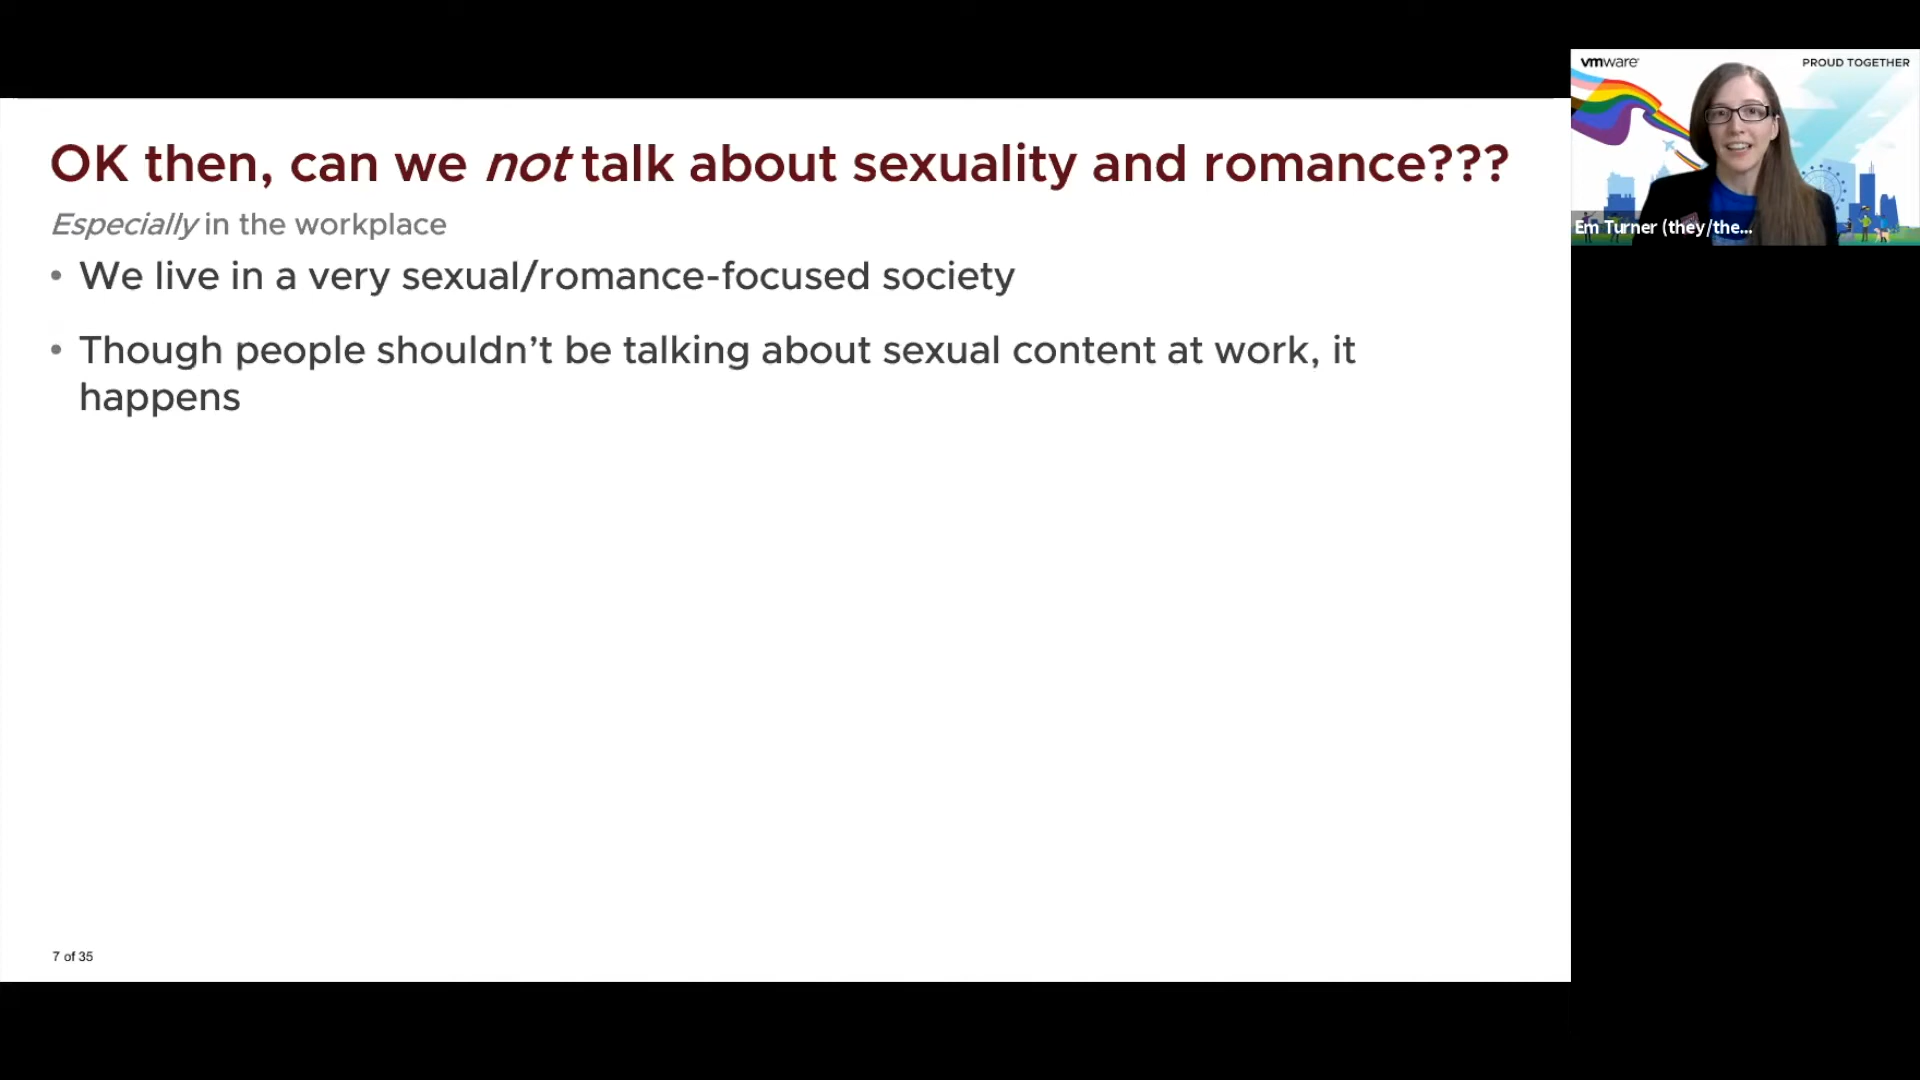 OK then, can we not talk about sexuality and romance???
Especially in the workplace
• We live in a very sexual/romance-focused society
• Though people shouldn't be talking about sexual content at work, it
happens
7 of 35
vmware
PROUD TOGETHER
Em Turner (they/the...